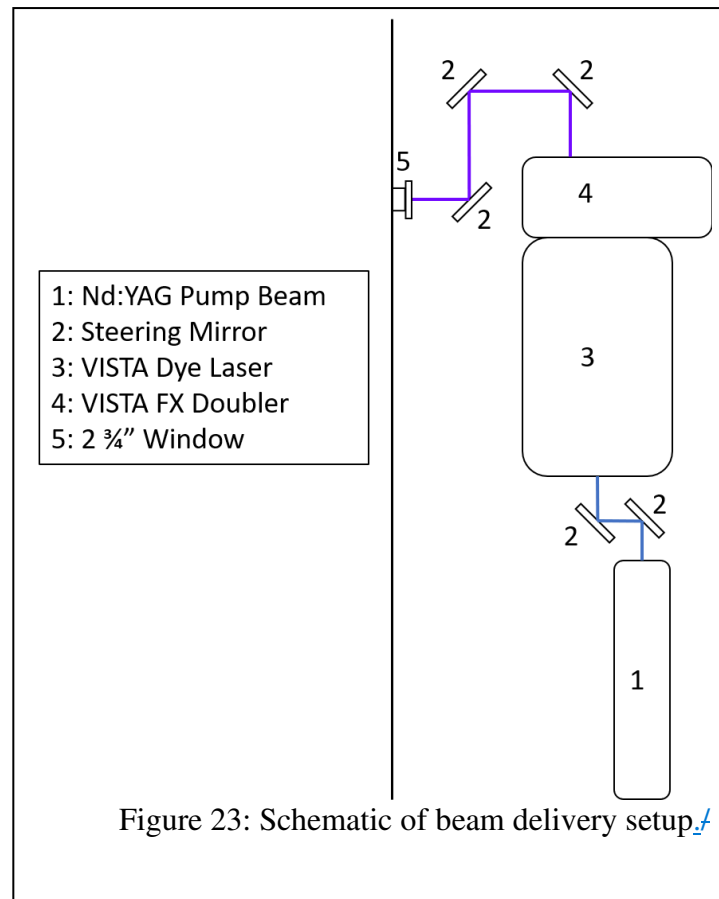 2
2
5
4
2
1: Nd:YAG Pump Beam
2: Steering Mirror
3: VISTA Dye Laser
4: VISTA FX Doubler
5: 2 ¾” Window
3
2
2
1
Figure 23: Schematic of beam delivery setup./